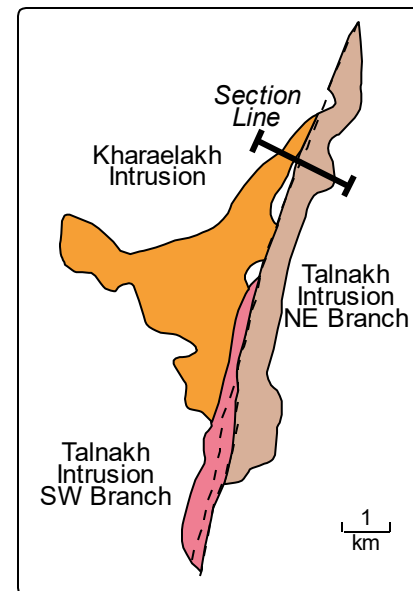 Section
Line
Kharaelakh
Intrusion
Talnakh
Intrusion
NE Branch
Talnakh
Intrusion
SW Branch
1
km